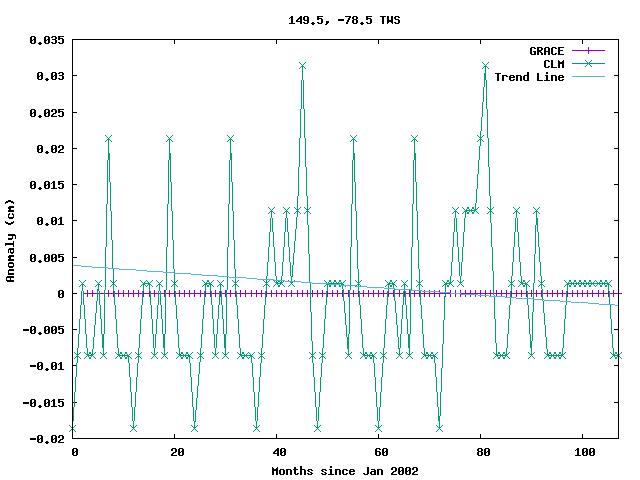 149.5, -78.5 TWS
0.035
0.03
0.025
0.02
0.015
0.01
0.005
0
-0.005
-0.01
-0.015
-0.02
Anomaly (cm)
GRACE
CLM
Trend Line
0 20 40 60 80 100
Months since Jan 2002